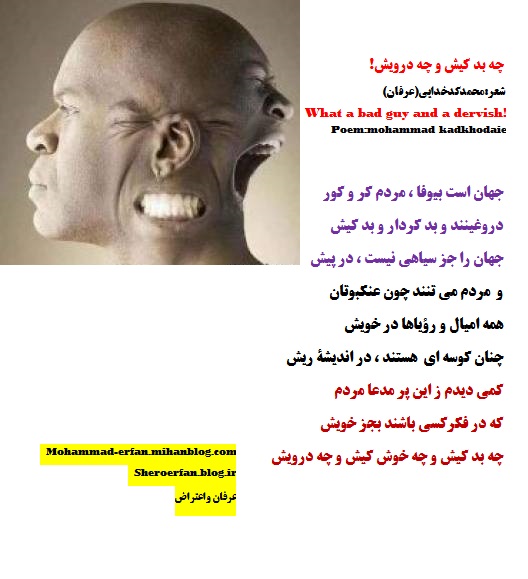 چه بد کیش و چه درویش!
شعر:محمدکدخدایی(عرفان)
What a bad guy and a dervish!
Poem:mohammad kadkhodaie
جهان است بیوفا ، مردم کر و کور
دروغینند و بد کردار و بد کیش
جهان را جز سیاهی نیست ، در پیش
و مردم می تنند چون عنکبوتان
همه امیال و رؤیاها در خویش
چنان کوسه ای هستند ، در اندیشۀ ریش
کمی دیدم ز این پر مدعا مردم
که در فکرکسی باشند بجز خویش
چه بد کیش و چه خوش کیش و چه درویش
Mohammad-erfan.mihanblog.com
Sheroerfan.blog.ir
عرفان واعتراض